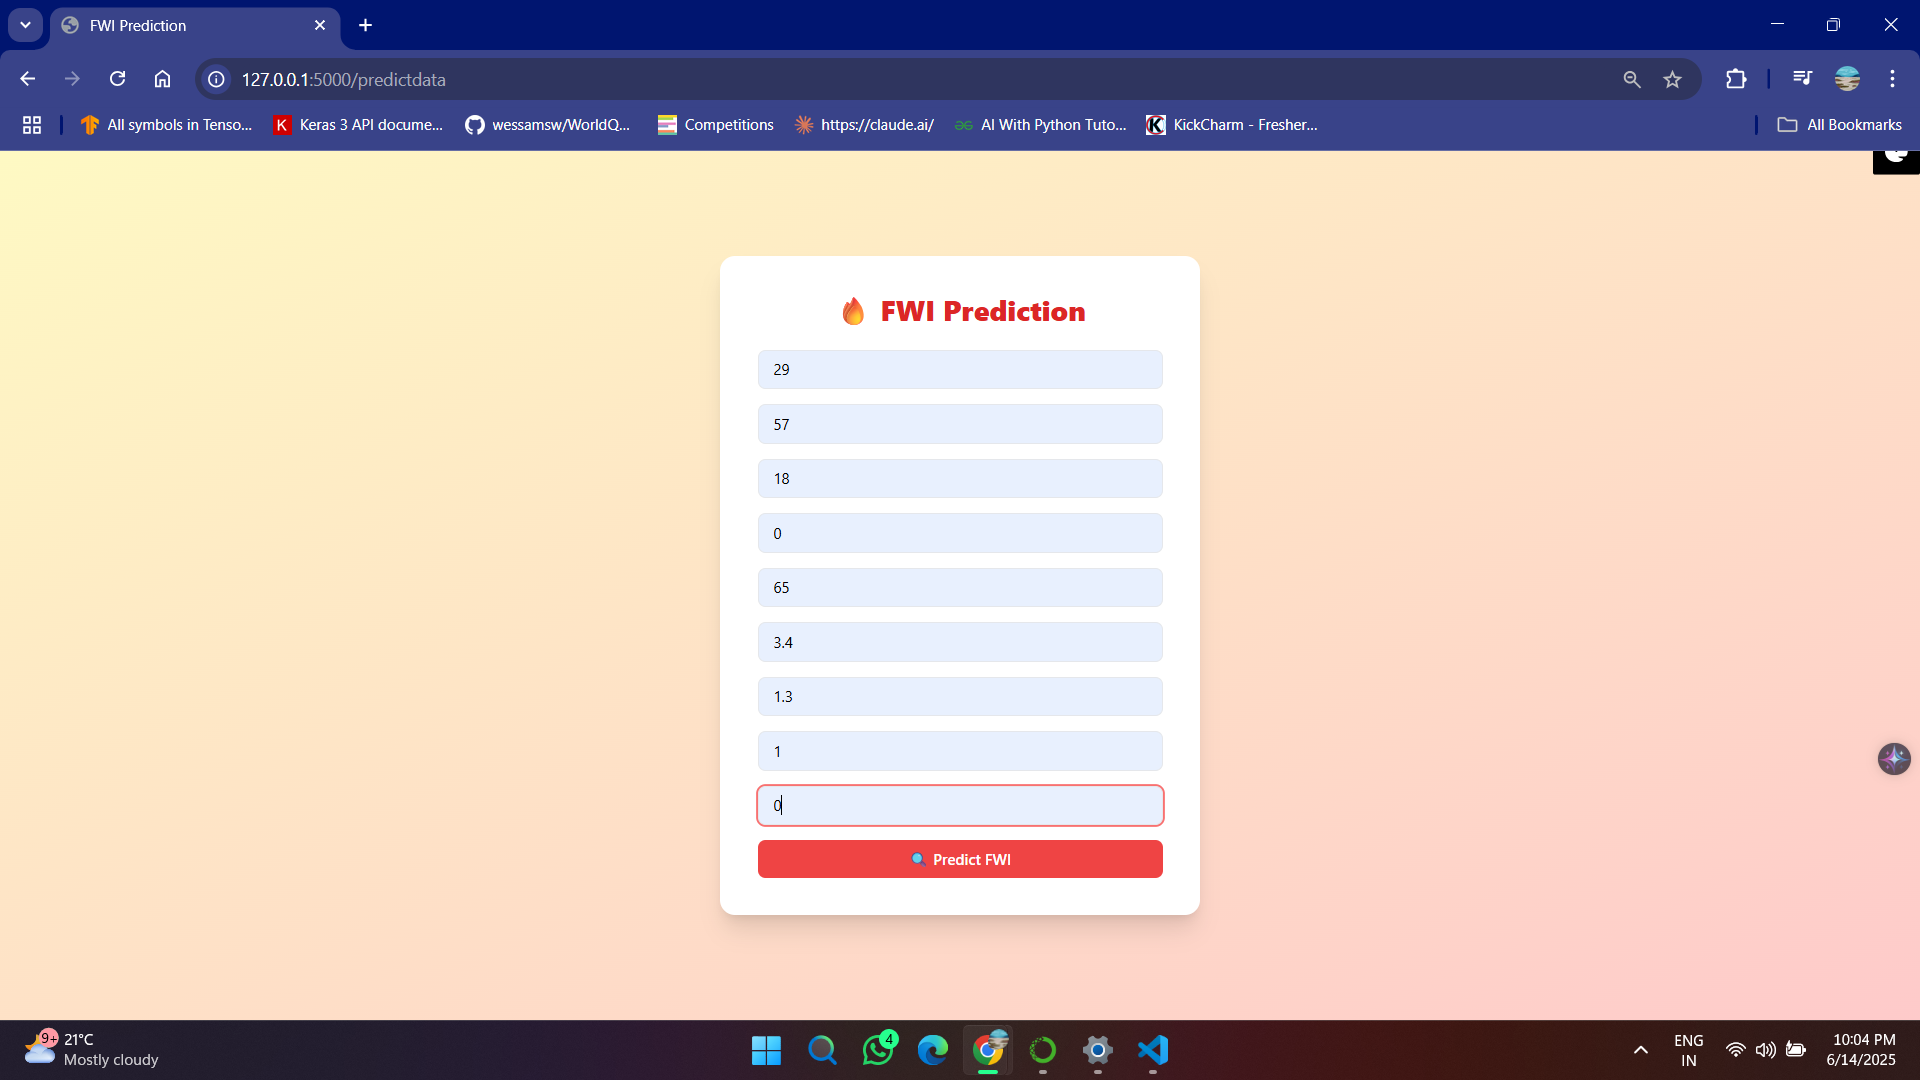 FWI Prediction
127.0.0.1:5000/predictdata
All symbols in Tenso...
K Keras 3 API docume...
wessamsw/WorldQ...
Competitions
https://claude.ai/
AI With Python Tuto...
K KickCharm - Fresher...
All Bookmarks
FWI Prediction
29
57
18
0
65
3.4
1.3
1
0
Predict FWI
9+
21°C
Mostly cloudy
4
ENG
IN
10:04 PM
6/14/2025